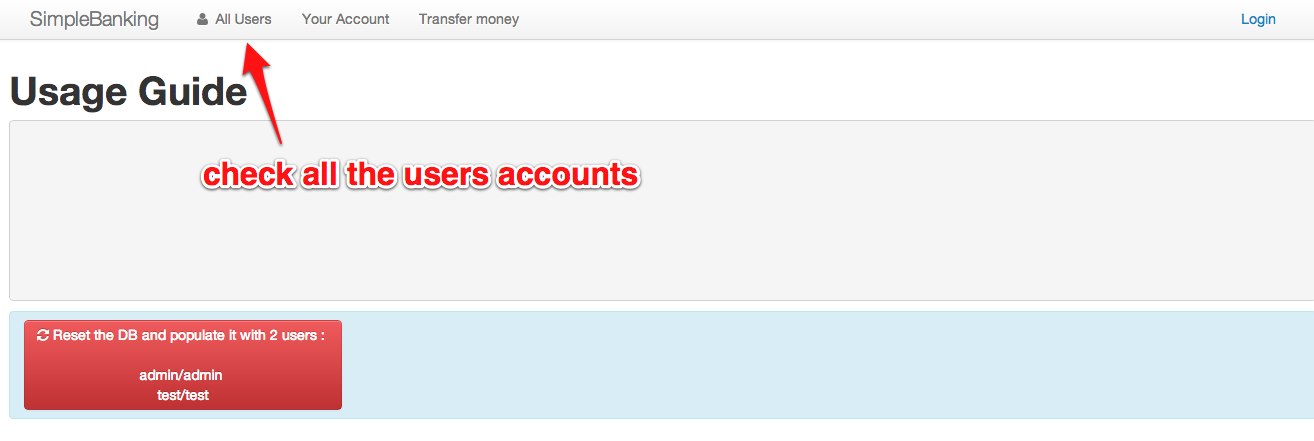 SimpleBanking All Users Your Account Transfer money Login
Usage Guide
check all the users accounts
Reset the DB and populate it with 2 users :
admin/admin
test/test